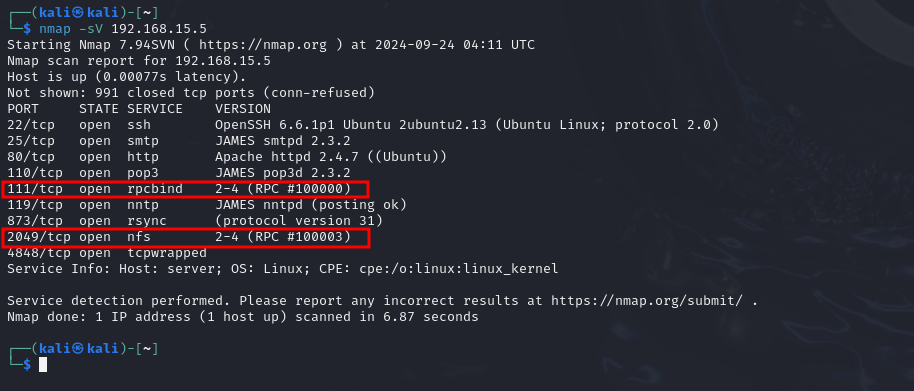 ┌──(kali㉿kali)-[~]
└─$ nmap -sV 192.168.15.5
Starting Nmap 7.94SVN ( https://nmap.org ) at 2024-09-24 04:11 UTC
Nmap scan report for 192.168.15.5
Host is up (0.00077s latency).
Not shown: 991 closed tcp ports (conn-refused)
PORT     STATE SERVICE    VERSION
22/tcp   open  ssh        OpenSSH 6.6.1p1 Ubuntu 2ubuntu2.13 (Ubuntu Linux; protocol 2.0)
25/tcp   open  smtp       JAMES smtpd 2.3.2
80/tcp   open  http       Apache httpd 2.4.7 ((Ubuntu))
110/tcp  open  pop3       JAMES pop3d 2.3.2
111/tcp  open  rpcbind    2-4 (RPC #100000)
119/tcp  open  nntp       JAMES nntpd (posting ok)
873/tcp  open  rsync      (protocol version 31)
2049/tcp open  nfs        2-4 (RPC #100003)
4848/tcp open  tcpwrapped
Service Info: Host: server; OS: Linux; CPE: cpe:/o:linux:linux_kernel

Service detection performed. Please report any incorrect results at https://nmap.org/submit/ .
Nmap done: 1 IP address (1 host up) scanned in 6.87 seconds

┌──(kali㉿kali)-[~]
└─$